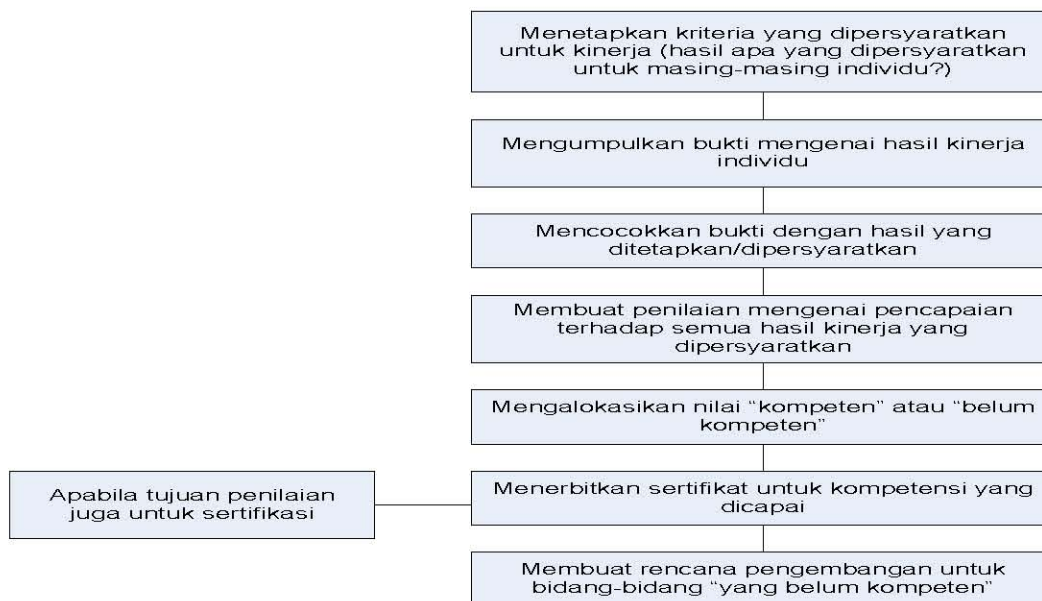 Menetapkan kriteria yang dipersyaratkan
untuk kinerja (hasil apa yang dipersyaratkan
untuk masing-masing individu?)
Mengumpulkan bukti mengenai hasil kinerja
individu
Mencocokkan bukti dengan hasil yang
ditetapkan/dipersyaratkan
Membuat penilaian mengenai pencapaian
terhadap semua hasil kinerja yang
dipersyaratkan
Mengalokasikan nilai “kompeten” atau “belum
kompeten”
Apabila tujuan penilaian
juga untuk sertifikasi
Menerbitkan sertifikat untuk kompetensi yang
dicapai
Membuat rencana pengembangan untuk
bidang-bidang “yang belum kompeten”